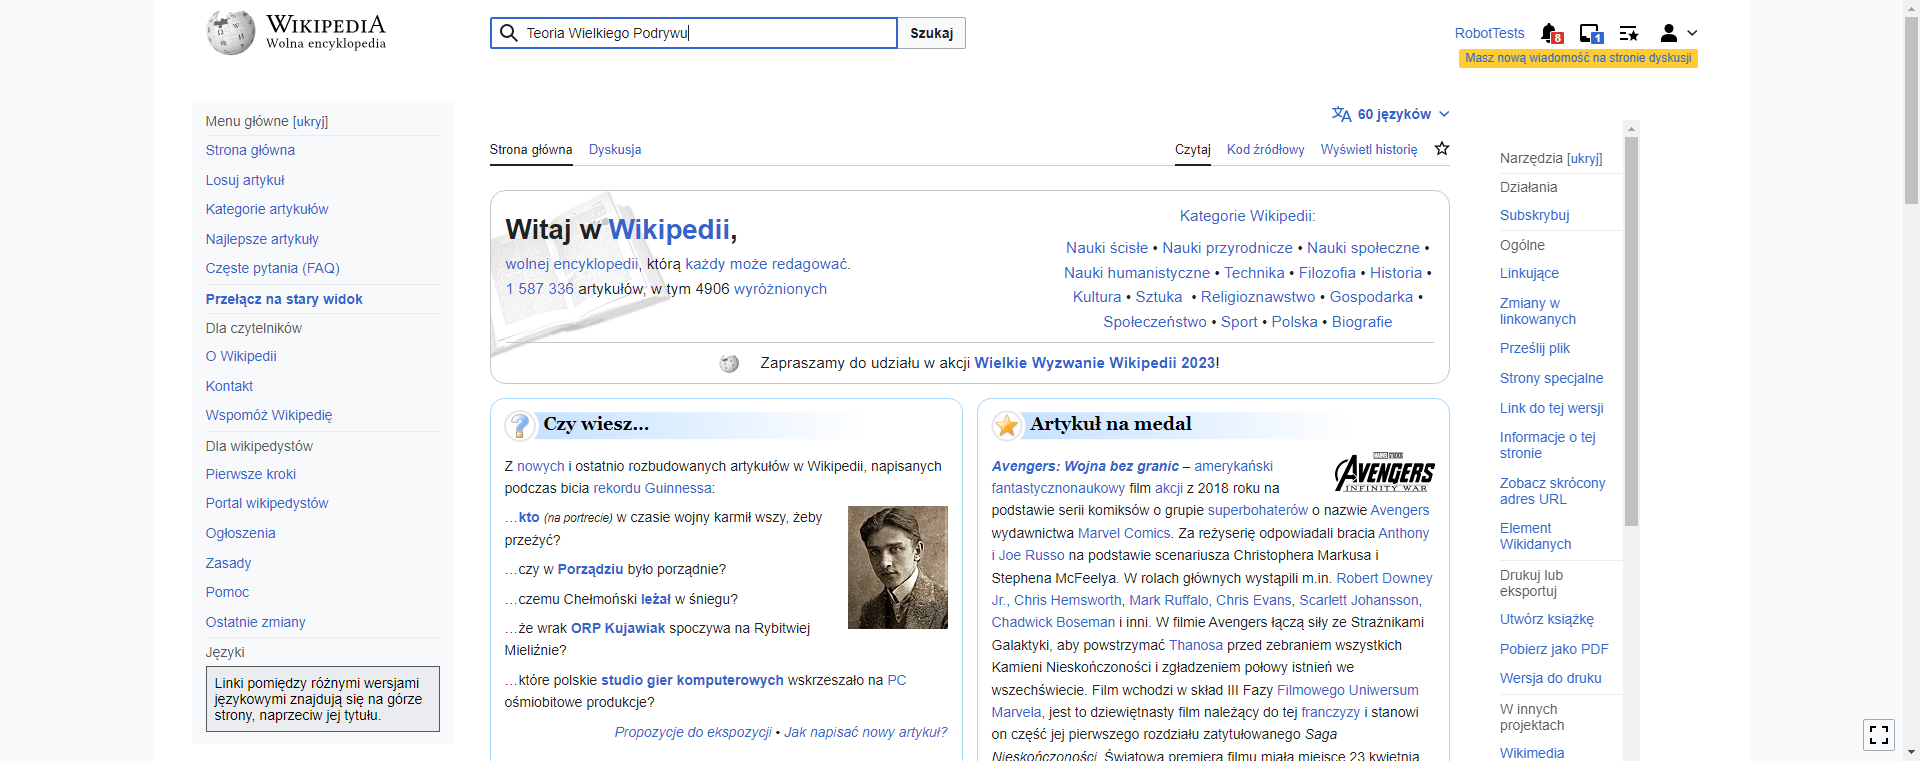 WIKIPEDIA
Wolna encyklopedia
Teoria Wielkiego Podrywu
Szukaj
RobotTests
8
1
Masz nową wiadomość na stronie dyskusji
Menu główne [ukryj]
Strona główna
Losuj artykuł
Kategorie artykułów
Najlepsze artykuły
Częste pytania (FAQ)
Przełącz na stary widok
Dla czytelników
O Wikipedii
Kontakt
Wspomóż Wikipedię
Dla wikipedystów
Pierwsze kroki
Portal wikipedystów
Ogłoszenia
Zasady
Pomoc
Ostatnie zmiany
Języki
Linki pomiędzy różnymi wersjami
językowymi znajdują się na górze
strony, naprzeciw jej tytułu.
60 języków
Strona główna
Dyskusja
Czytaj
Kod źródłowy
Wyświetl historię
Witaj w Wikipedii,
wolnej encyklopedii, którą każdy może redagować.
1 587 336 artykułów, w tym 4906 wyróżnionych
Kategorie Wikipedii:
Nauki ścisłe • Nauki przyrodnicze • Nauki społeczne •
Nauki humanistyczne • Technika • Filozofia • Historia •
Kultura • Sztuka • Religioznawstwo • Gospodarka •
Społeczeństwo • Sport • Polska • Biografie
Zapraszamy do udziału w akcji Wielkie Wyzwanie Wikipedii 2023!
Czy wiesz...
Z nowych i ostatnio rozbudowanych artykułów w Wikipedii, napisanych
podczas bicia rekordu Guinnessa:
…kto (na portrecie) w czasie wojny karmił wszy, żeby
przeżyć?
…czy w Porządziu było porządnie?
…czemu Chełmoński leżał w śniegu?
…że wrak ORP Kujawiak spoczywa na Rybitwiej
Mieliźnie?
…które polskie studio gier komputerowych wskrzeszało na PC
ośmiobitowe produkcje?
Propozycje do ekspozycji • Jak napisać nowy artykuł?
Artykuł na medal
MARVEL STUDIOS
AVENGERS
INFINITY WAR
Avengers: Wojna bez granic – amerykański
fantastycznonaukowy film akcji z 2018 roku na
podstawie serii komiksów o grupie superbohaterów o nazwie Avengers
wydawnictwa Marvel Comics. Za reżyserię odpowiadali bracia Anthony
i Joe Russo na podstawie scenariusza Christophera Markusa i
Stephena McFeelya. W rolach głównych wystąpili m.in. Robert Downey
Jr., Chris Hemsworth, Mark Ruffalo, Chris Evans, Scarlett Johansson,
Chadwick Boseman i inni. W filmie Avengers łączą siły ze Strażnikami
Galaktyki, aby powstrzymać Thanosa przed zebraniem wszystkich
Kamieni Nieskończoności i zgładzeniem połowy istnień we
wszechświecie. Film wchodzi w skład III Fazy Filmowego Uniwersum
Marvela, jest to dziewiętnasty film należący do tej franczyzy i stanowi
on część jej pierwszego rozdziału zatytułowanego Saga
Nieskończoności. Światowa premiera filmu miała miejsce 23 kwietnia
Narzędzia [ukryj]
Działania
Subskrybuj
Ogólne
Linkujące
Zmiany w
linkowanych
Prześlij plik
Strony specjalne
Link do tej wersji
Informacje o tej
stronie
Zobacz skrócony
adres URL
Element
Wikidanych
Drukuj lub
eksportuj
Utwórz książkę
Pobierz jako PDF
Wersja do druku
W innych
projektach
Wikimedia